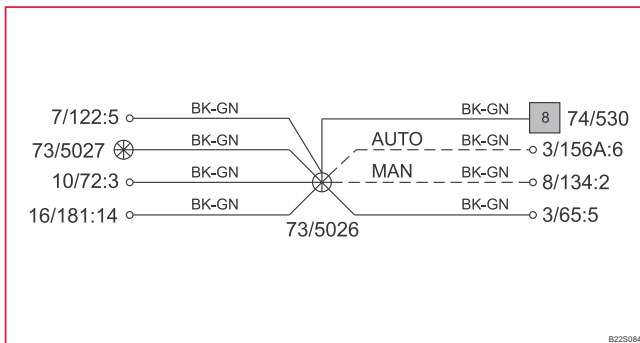 7/122:5 BK-GN BK-GN 8 74/530
73/5027 BK-GN AUTO BK-GN 3/156A:6
10/72:3 BK-GN MAN BK-GN 8/134:2
16/181:14 BK-GN BK-GN 3/65:5
73/5026
B22S084